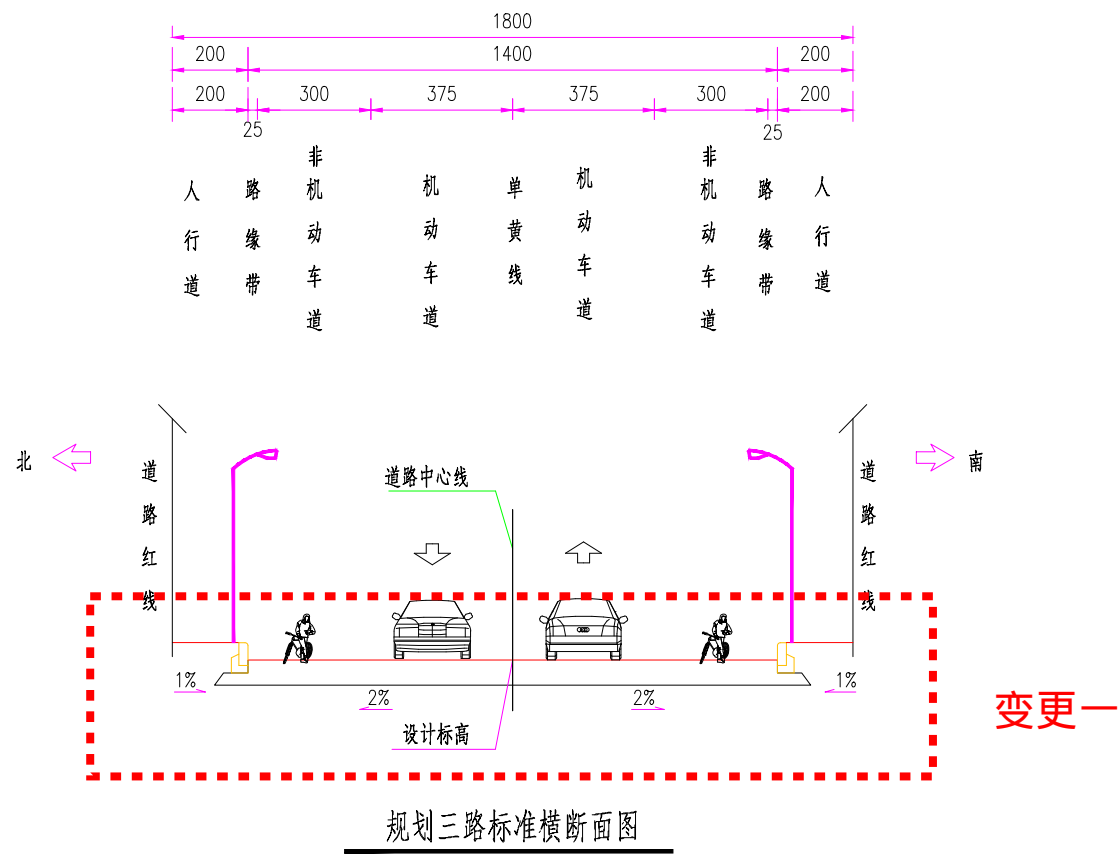 1800
200
1400
200
200
300
375
375
300
200
25
25
人行道
路缘带
非机动车道
机动车道
单黄线
机动车道
非机动车道
路缘带
人行道
北
南
道路红线
道路中心线
道路红线
1%
2%
2%
1%
设计标高
变更一
规划三路标准横断面图